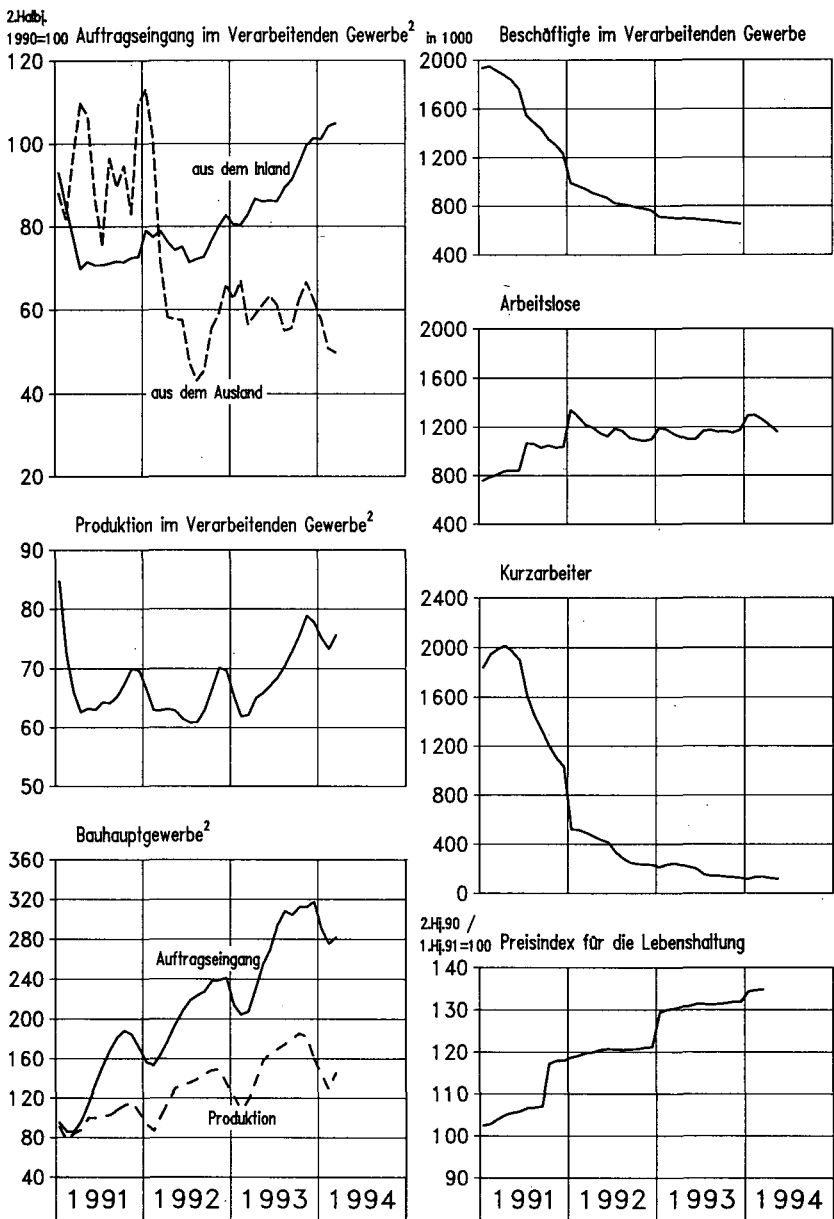 2.Halbj.
1990=100 Auftragseingang im Verarbeitenden Gewerbe²
120
100
80
60
40
20
aus dem Inland
aus dem Ausland
Produktion im Verarbeitenden Gewerbe²
90
80
70
60
50
Bauhauptgewerbe²
360
320
280
240
200
160
120
80
40
Auftragseingang
Produktion
1991 1992 1993 1994
in 1000 Beschäftigte im Verarbeitenden Gewerbe
2000
1600
1200
800
400
Arbeitslose
2000
1600
1200
800
400
Kurzarbeiter
2400
2000
1600
1200
800
400
0
2.Hj.90 /
1.Hj.91=100 Preisindex für die Lebenshaltung
140
130
120
110
100
90
1991 1992 1993 1994